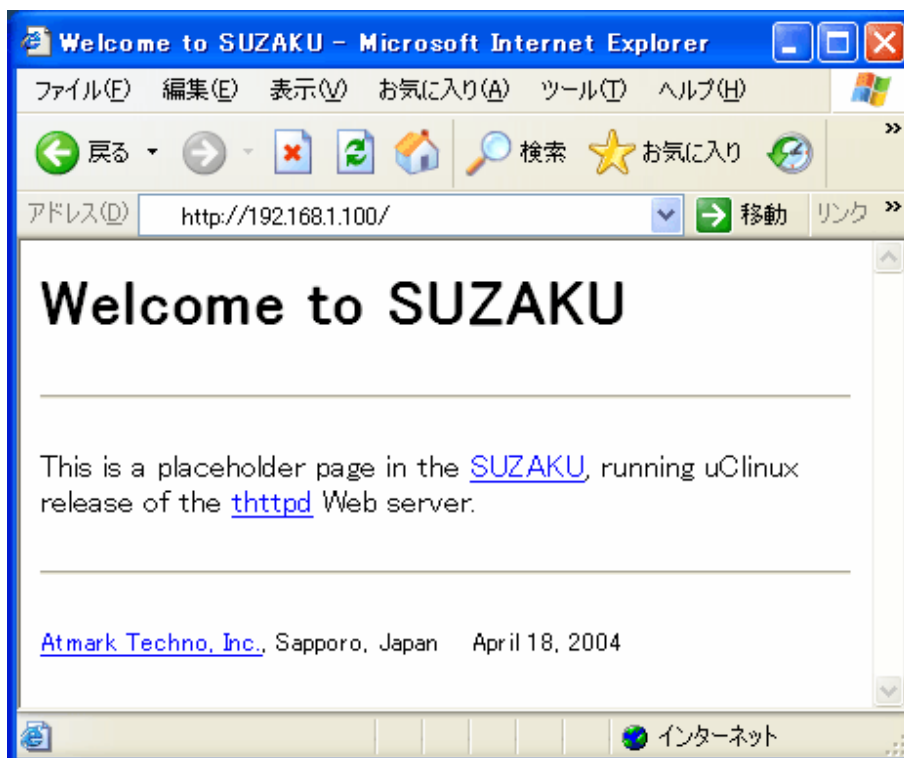 Welcome to SUZAKU - Microsoft Internet Explorer
ファイル(F) 編集(E) 表示(V) お気に入り(A) ツール(T) ヘルプ(H)
戻る 検索 お気に入り »
アドレス(D) http://192.168.1.100/ 移動 リンク »
Welcome to SUZAKU
This is a placeholder page in the SUZAKU, running uClinux
release of the thttpd Web server.
Atmark Techno, Inc., Sapporo, Japan April 18, 2004
インターネット